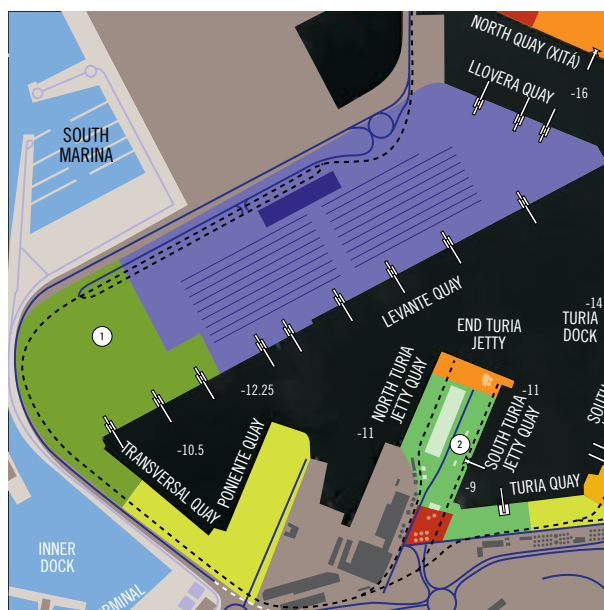 NORTH QUAY (XITÁ)
LLOVERA QUAY
-16
SOUTH
MARINA
1
LEVANTE QUAY
-14
TURIA
DOCK
END TURIA
JETTY
NORTH TURIA
JETTY QUAY
-12.25
-11
-11
SOUTH TURIA
JETTY QUAY
2
-10.5
TRANSVERSAL QUAY
PONIENTE QUAY
-9
TURIA QUAY
INNER
DOCK